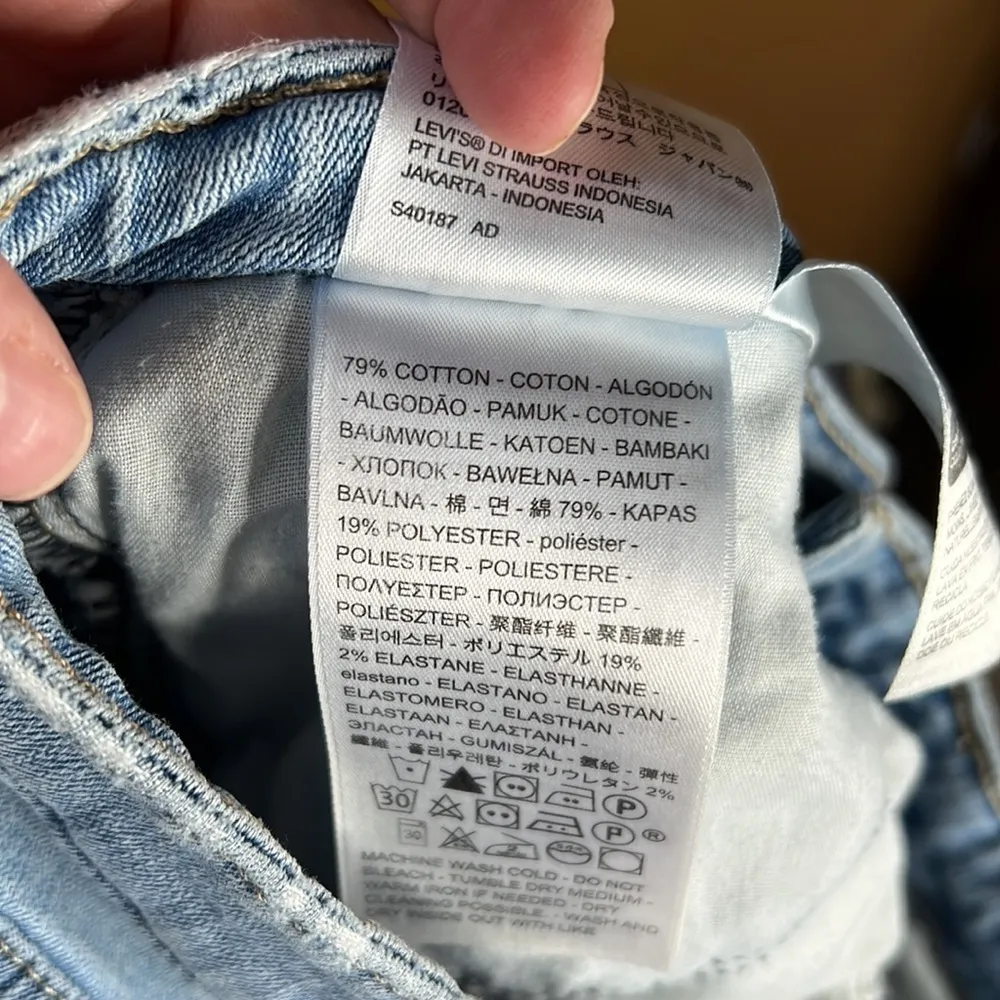 012
LEVI'S® DI IMPORT OLEH:
PT LEVI STRAUSS INDONESIA
JAKARTA - INDONESIA
S40187 AD
79% COTTON - COTON - ALGODÓN
- ALGODÃO - PAMUK - COTONE -
BAUMWOLLE - KATOEN - BAMBAKI
- ХЛОПОК - BAWEŁNA - PAMUT -
BAVLNA - 棉 - 면 - 綿 79% - KAPAS
19% POLYESTER - poliéster -
POLIESTER - POLIESTERE -
ΠΟΛΥΕΣΤΕΡ - ПОЛИЭСТЕР -
POLIÉSZTER - 聚酯纤维 - 聚酯纖維 -
폴리에스터 - ポリエステル 19%
2% ELASTANE - ELASTHANNE -
elastano - ELASTANO - ELASTAN -
ELASTOMERO - ELASTHAN -
ELASTAAN - ΕΛΑΣΤΑΝΗ -
ЭЛАСТАН - GUMISZÁL - 氨纶 - 彈性
纖維 - 폴리우레탄 - ポリウレタン 2%
P
30
P ®
30
MACHINE WASH COLD - DO NOT
BLEACH - TUMBLE DRY MEDIUM -
WARM IRON IF NEEDED - DRY
CLEANING POSSIBLE. - WASH AND
DRY INSIDE OUT WITH LIKE